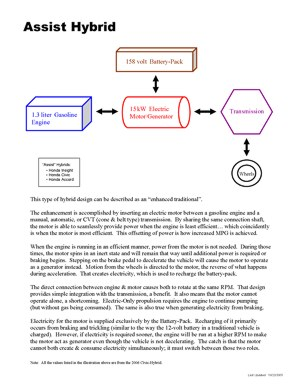 Assist Hybrid
158 volt Battery-Pack
1.3 liter Gasoline
Engine
15kW Electric
Motor/Generator
Transmission
"Assist" Hybrids
- Honda Insight
- Honda Civic
- Honda Accord
Wheels
This type of hybrid design can be described as an "enhanced traditional".
The enhancement is accomplished by inserting an electric motor between a gasoline engine and a
manual, automatic, or CVT (cone & belt type) transmission. By sharing the same connection shaft,
the motor is able to seamlessly provide power when the engine is least efficient... which coincidently
is when the motor is most efficient. This offsetting of power is how increased MPG is achieved.
When the engine is running in an efficient manner, power from the motor is not needed. During those
times, the motor spins in an inert state and will remain that way until additional power is required or
braking begins. Stepping on the brake pedal to decelerate the vehicle will cause the motor to operate
as a generator instead. Motion from the wheels is directed to the motor, the reverse of what happens
during acceleration. That creates electricity, which is used to recharge the battery-pack.
The direct connection between engine & motor causes both to rotate at the same RPM. That design
provides simple integration with the transmission, a benefit. It also means that the motor cannot
operate alone, a shortcoming. Electric-Only propulsion requires the engine to continue pumping
(but without gas being consumed). The same is also true when generating electricity from braking.
Electricity for the motor is supplied exclusively by the Battery-Pack. Recharging of it primarily
occurs from braking and trickling (similar to the way the 12-volt battery in a traditional vehicle is
charged). However, if electricity is required sooner, the engine will be run at a higher RPM to make
the motor act as generator even though the vehicle is not decelerating. The catch is that the motor
cannot both create & consume electricity simultaneously; it must switch between those two roles.
Note: All the values listed in the illustration above are from the 2006 Civic-Hybrid.